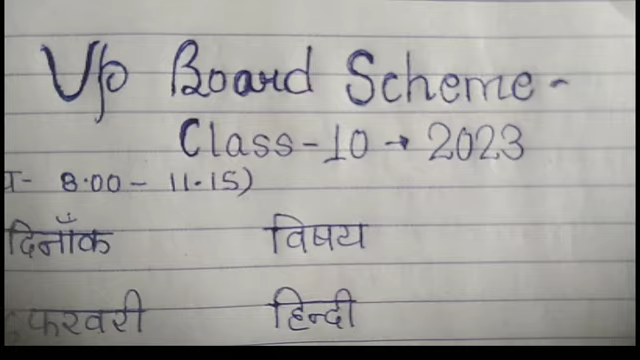 Up Board Scheme -
Class-10 → 2023
8.00 - 11.15)
दिनाँक विषय
फरवरी हिन्दी